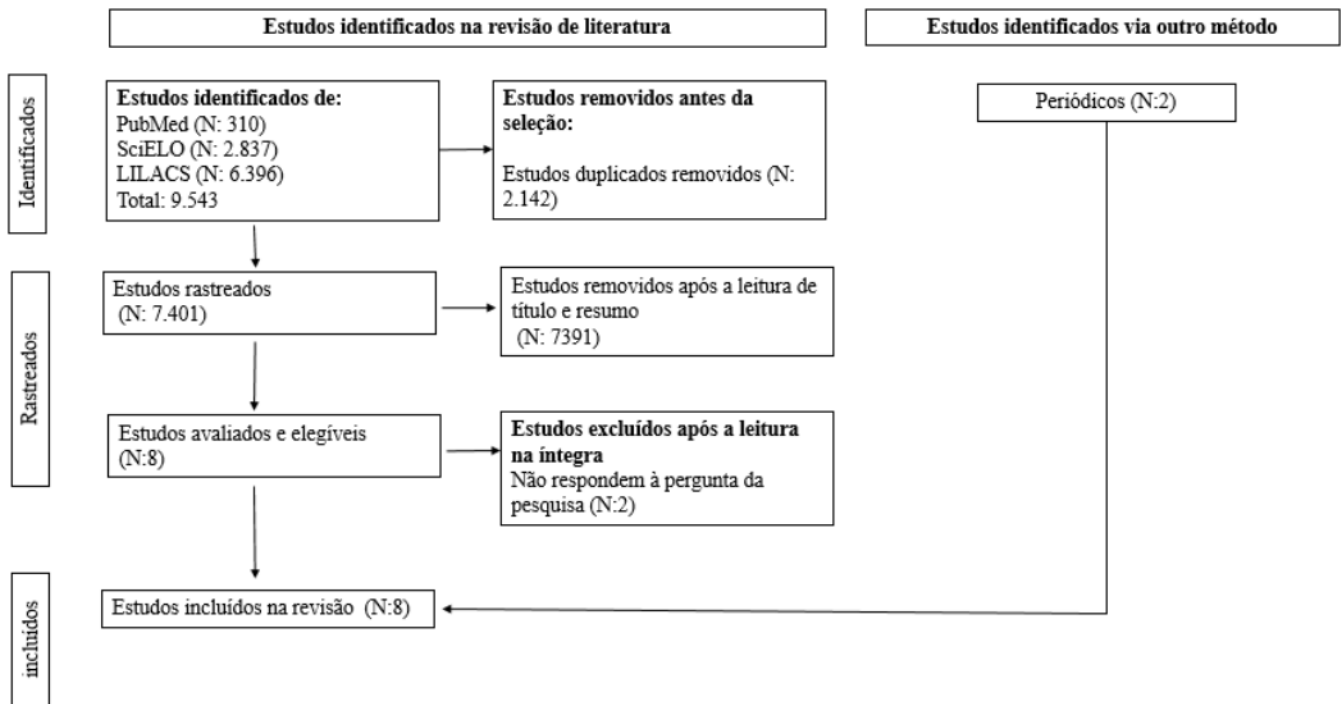 Estudos identificados na revisão de literatura
Estudos identificados via outro método
Identificados
Estudos identificados de:
PubMed (N: 310)
SciELO (N: 2.837)
LILACS (N: 6.396)
Total: 9.543
Estudos removidos antes da
seleção:
Estudos duplicados removidos (N:
2.142)
Periódicos (N:2)
Rastreados
Estudos rastreados
(N: 7.401)
Estudos removidos após a leitura de
título e resumo
(N: 7391)
Estudos avaliados e elegíveis
(N:8)
Estudos excluídos após a leitura
na íntegra
Não respondem à pergunta da
pesquisa (N:2)
incluídos
Estudos incluídos na revisão (N:8)